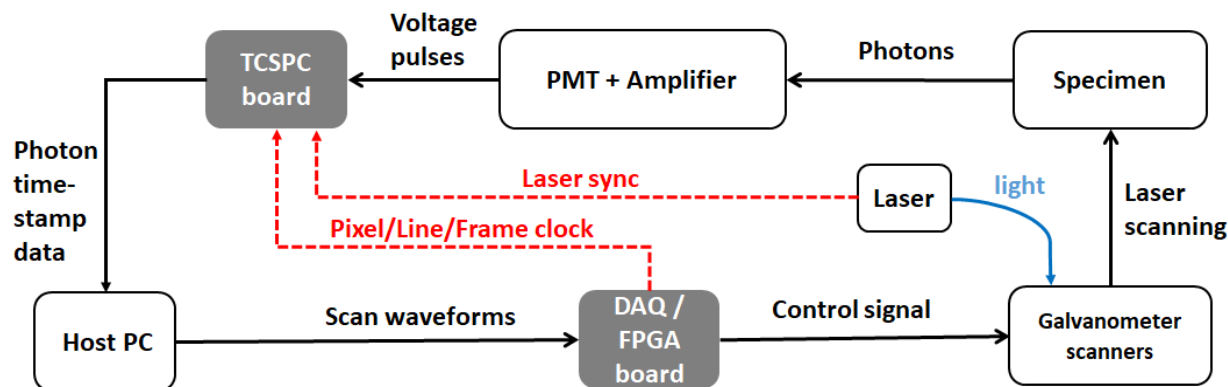 Voltage
pulses
TCSPC
board
PMT + Amplifier
Photons
Specimen
Photon
time-
stamp
data
Laser sync
Laser
light
Laser
scanning
Pixel/Line/Frame clock
Host PC
Scan waveforms
DAQ /
FPGA
board
Control signal
Galvanometer
scanners